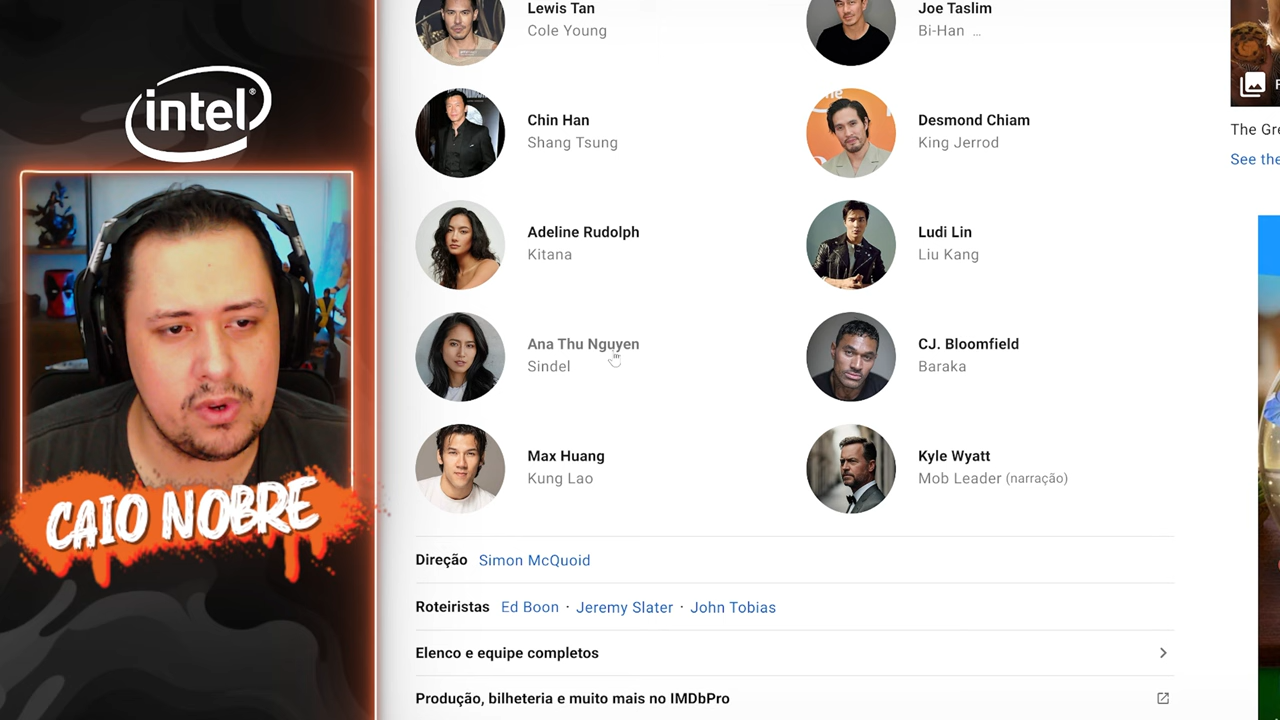 intel®
CAIO NOBRE
Lewis Tan
Cole Young
Joe Taslim
Bi-Han ...
Chin Han
Shang Tsung
Desmond Chiam
King Jerrod
Adeline Rudolph
Kitana
Ludi Lin
Liu Kang
Ana Thu Nguyen
Sindel
CJ. Bloomfield
Baraka
Max Huang
Kung Lao
Kyle Wyatt
Mob Leader (narração)
Direção Simon McQuoid
Roteiristas Ed Boon · Jeremy Slater · John Tobias
Elenco e equipe completos
Produção, bilheteria e muito mais no IMDbPro
The Gre
See the